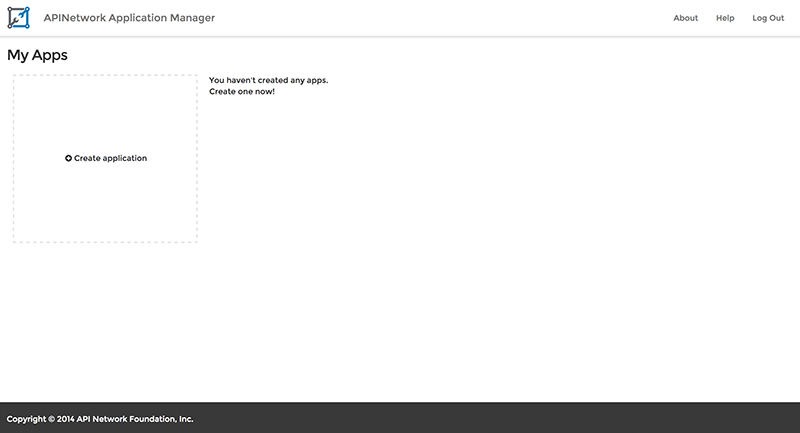 APINetwork Application Manager
About
Help
Log Out
My Apps
You haven't created any apps.
Create one now!
Create application
Copyright © 2014 API Network Foundation, Inc.